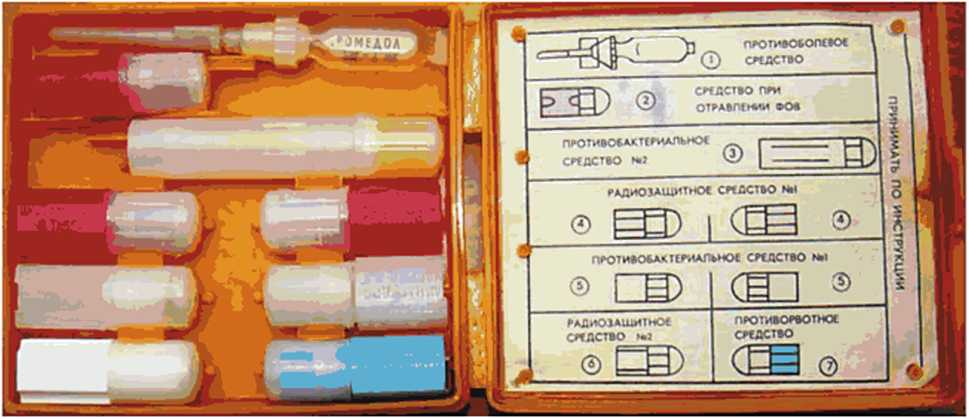 РОМЕДОЛ
① ПРОТИВОБОЛЕВОЕ
СРЕДСТВО
② СРЕДСТВО ПРИ
ОТРАВЛЕНИИ ФОВ
ПРОТИВОБАКТЕРИАЛЬНОЕ
СРЕДСТВО №2 ③
РАДИОЗАЩИТНОЕ СРЕДСТВО №1
④ ④
ПРОТИВОБАКТЕРИАЛЬНОЕ СРЕДСТВО №1
⑤ ⑤
РАДИОЗАЩИТНОЕ
СРЕДСТВО №2
⑥
ПРОТИВОРВОТНОЕ
СРЕДСТВО
⑦
ПРИНИМАТЬ ПО ИНСТРУКЦИИ